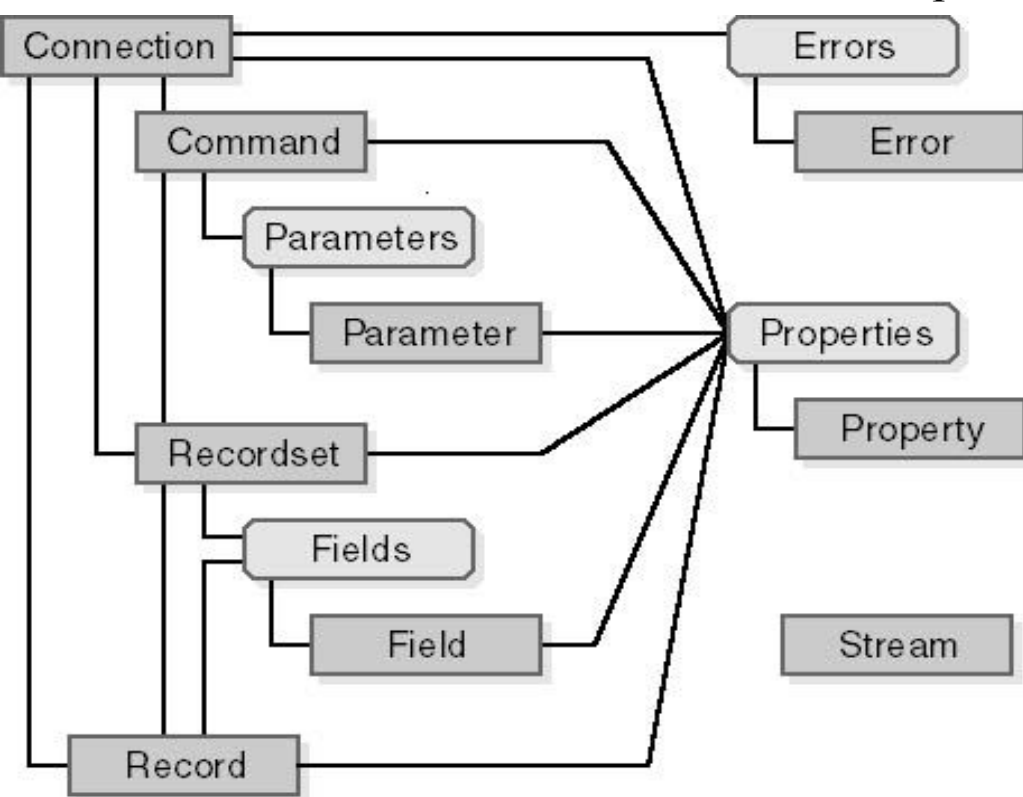 Connection
Errors
Command
Error
Parameters
Parameter
Properties
Property
Recordset
Fields
Field
Stream
Record